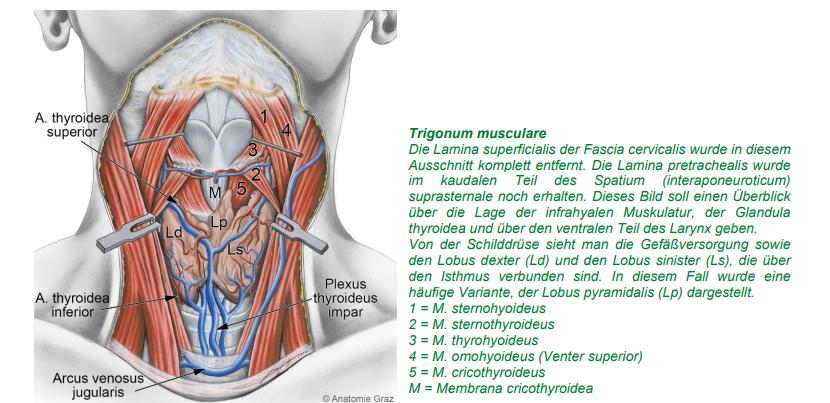 A. thyroidea
superior
1
4
3
2
M
5
Lp
Ld
Ls
A. thyroidea
inferior
Plexus
thyroideus
impar
Arcus venosus
jugularis
© Anatomie Graz
Trigonum musculare
Die Lamina superficialis der Fascia cervicalis wurde in diesem
Ausschnitt komplett entfernt. Die Lamina pretrachealis wurde
im kaudalen Teil des Spatium (interaponeuroticum)
suprasternale noch erhalten. Dieses Bild soll einen Überblick
über die Lage der infrahyalen Muskulatur, der Glandula
thyroidea und über den ventralen Teil des Larynx geben.
Von der Schilddrüse sieht man die Gefäßversorgung sowie
den Lobus dexter (Ld) und den Lobus sinister (Ls), die über
den Isthmus verbunden sind. In diesem Fall wurde eine
häufige Variante, der Lobus pyramidalis (Lp) dargestellt.
1 = M. sternohyoideus
2 = M. sternothyroideus
3 = M. thyrohyoideus
4 = M. omohyoideus (Venter superior)
5 = M. cricothyroideus
M = Membrana cricothyroidea